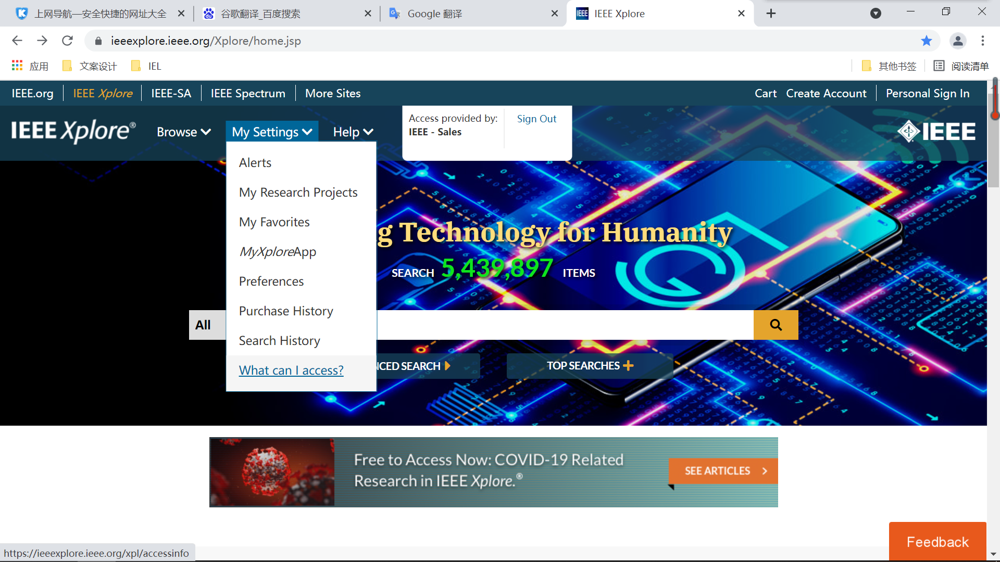 上网导航—安全快捷的网址大全
谷歌翻译_百度搜索
Google 翻译
IEEE IEEE Xplore
ieeexplore.ieee.org/Xplore/home.jsp
应用
文案设计
IEL
其他书签
阅读清单
IEEE.org
IEEE Xplore
IEEE-SA
IEEE Spectrum
More Sites
Cart
Create Account
Personal Sign In
IEEE Xplore®
Browse
My Settings
Help
Access provided by:
IEEE - Sales
Sign Out
IEEE
Alerts
My Research Projects
My Favorites
MyXploreApp
Preferences
Purchase History
Search History
What can I access?
g Technology for Humanity
SEARCH 5,439,897 ITEMS
All
NCED SEARCH
TOP SEARCHES
Free to Access Now: COVID-19 Related
Research in IEEE Xplore.®
SEE ARTICLES
Feedback
https://ieeexplore.ieee.org/xpl/accessinfo